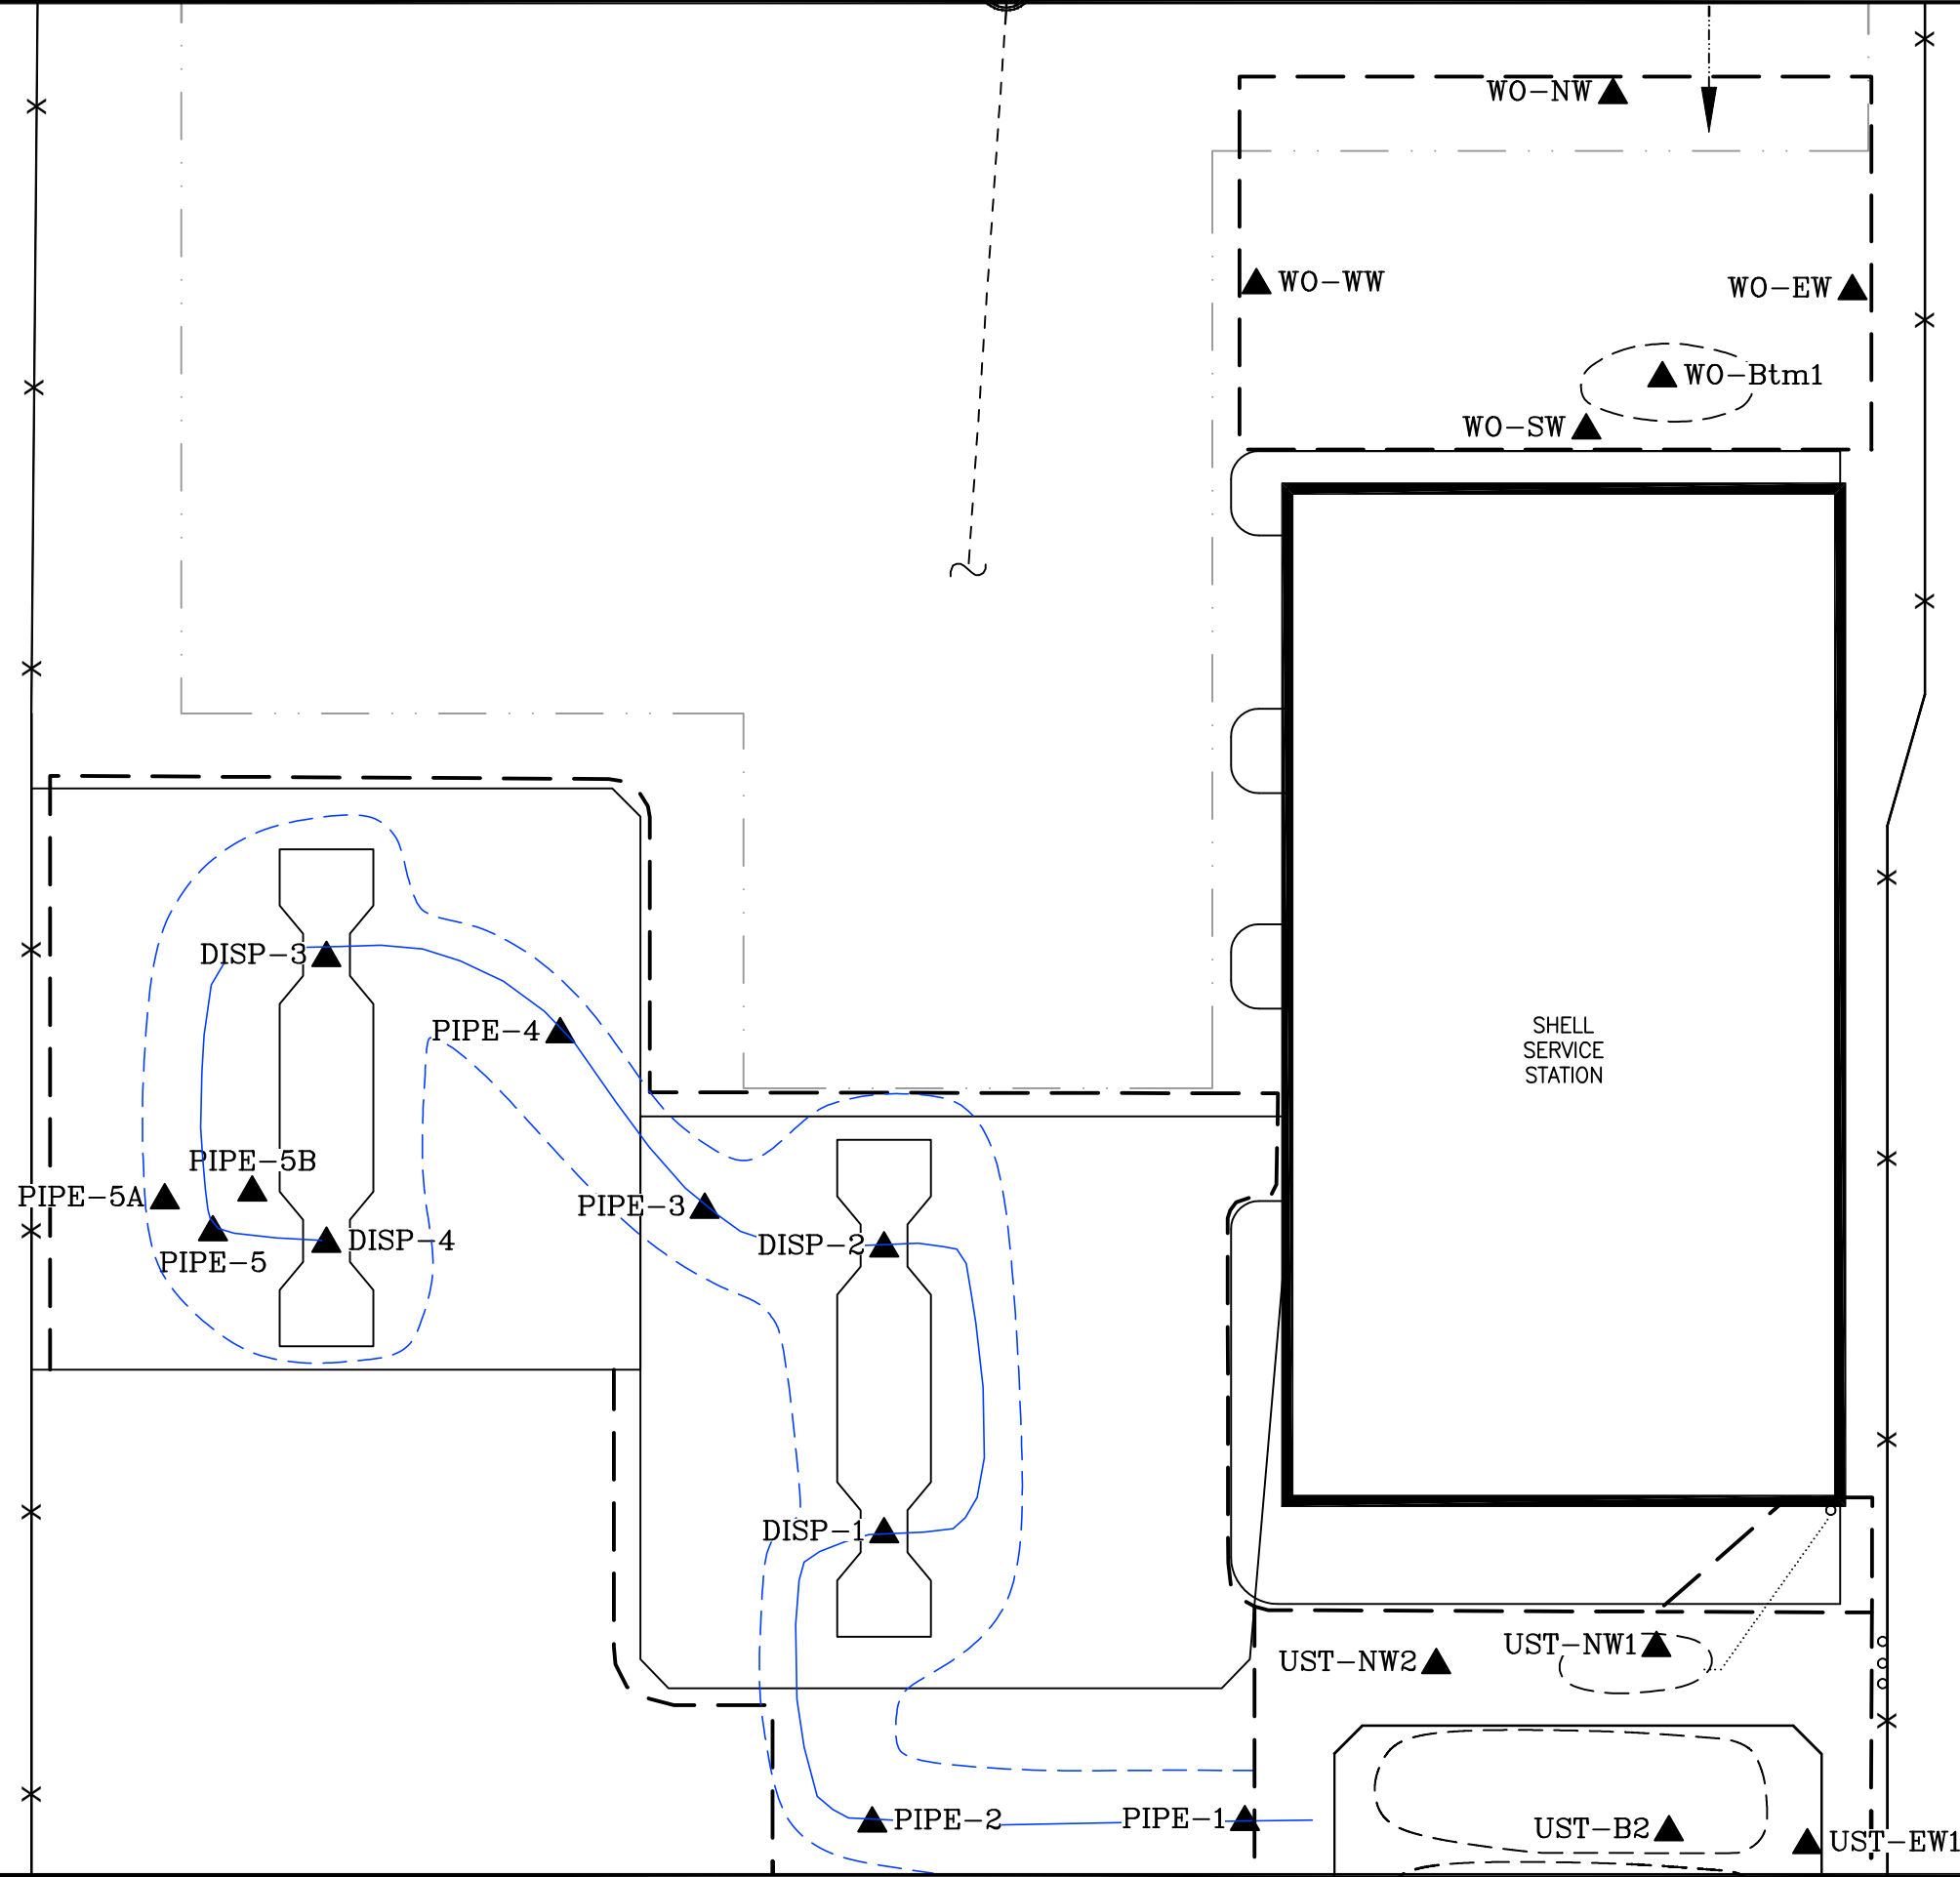 WO-NW
WO-WW
WO-EW
WO-Btm1
WO-SW
DISP-3
PIPE-4
SHELL
SERVICE
STATION
PIPE-5B
PIPE-5A
PIPE-3
DISP-4
DISP-2
PIPE-5
DISP-1
UST-NW1
UST-NW2
PIPE-2
PIPE-1
UST-B2
UST-EW1